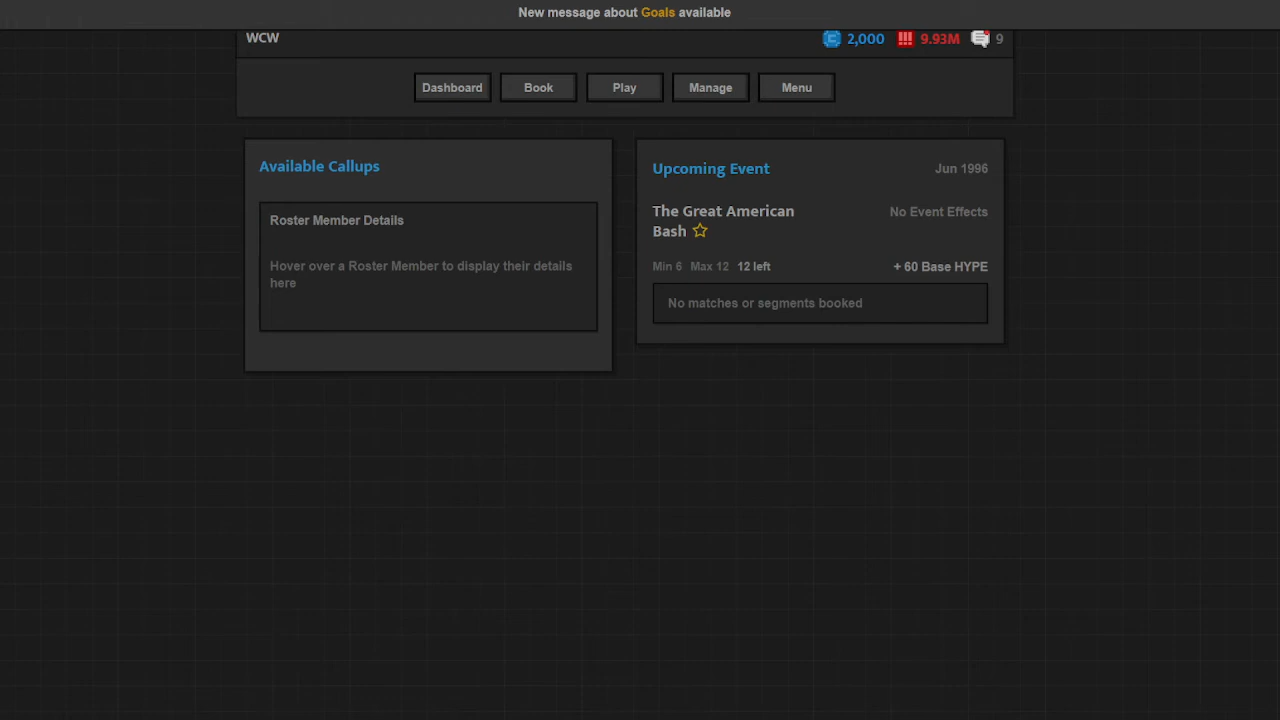 New message about Goals available
WCW
2,000
9.93M
9
Dashboard
Book
Play
Manage
Menu
Available Callups
Roster Member Details
Hover over a Roster Member to display their details
here
Upcoming Event
Jun 1996
The Great American
Bash
No Event Effects
Min 6 Max 12 12 left
+ 60 Base HYPE
No matches or segments booked